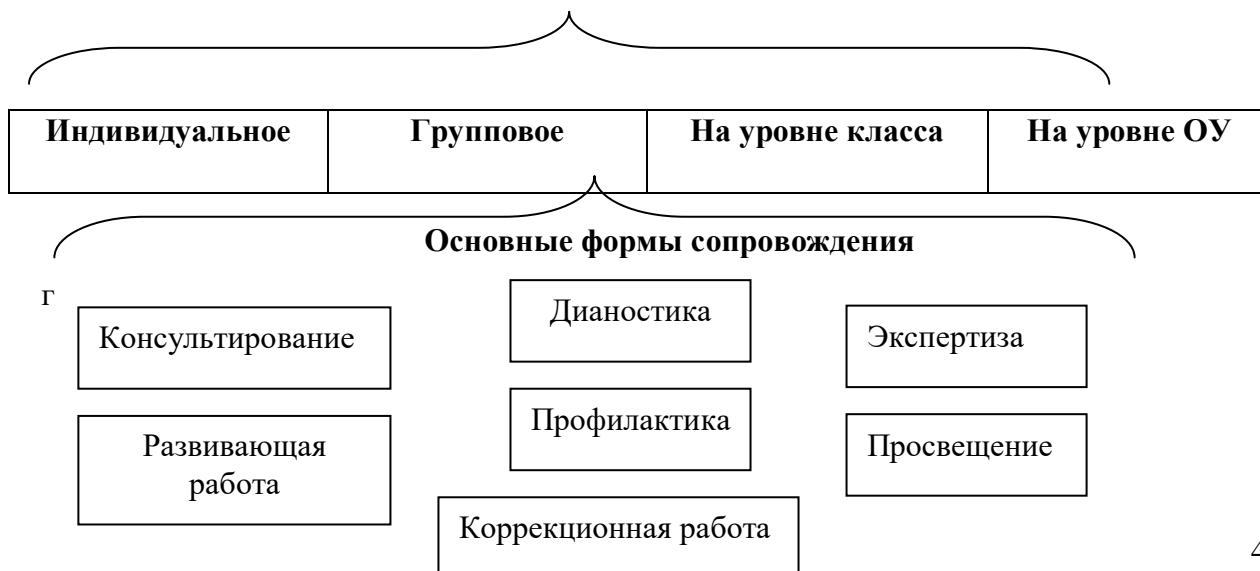 Индивидуальное Групповое На уровне класса На уровне ОУ
Основные формы сопровождения
г
Консультирование
Дианостика
Экспертиза
Развивающая
работа
Профилактика
Просвещение
Коррекционная работа